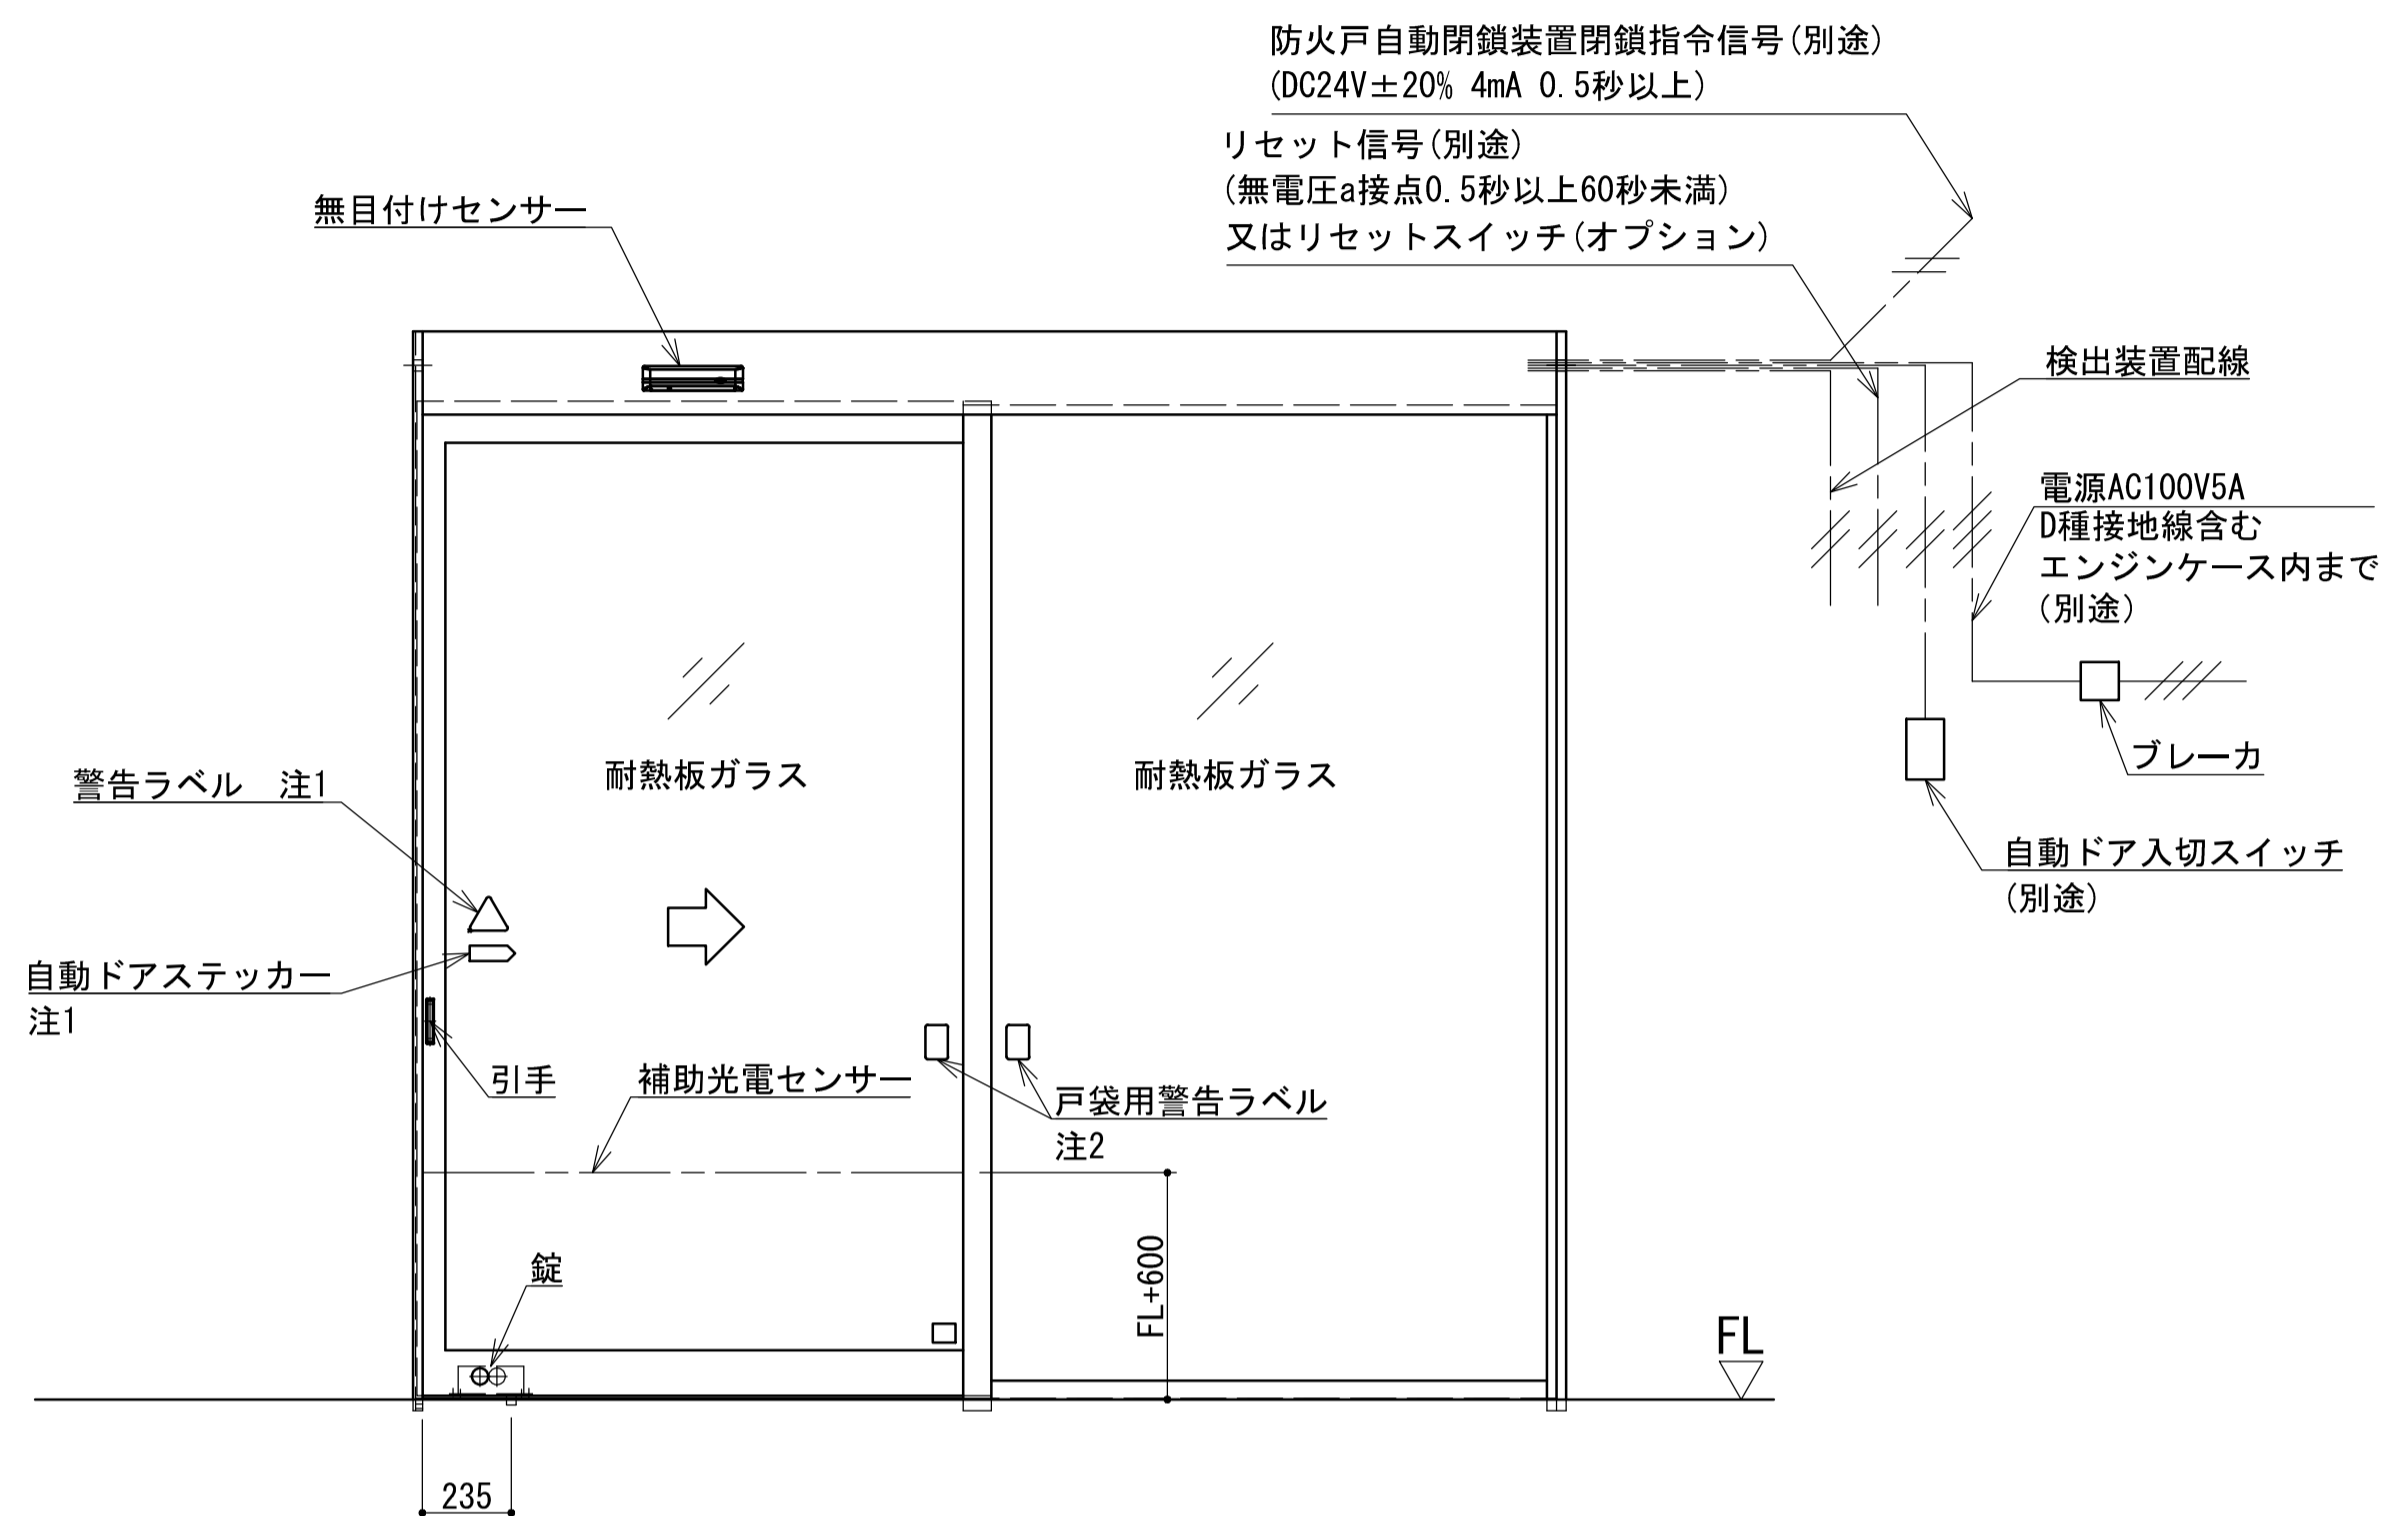 防火戸自動閉鎖装置閉鎖指令信号(別途)
(DC24V±20% 4mA 0.5秒以上)
リセット信号(別途)
(無電圧a接点0.5秒以上60秒未満)
又はリセットスイッチ(オプション)
無目付けセンサー
検出装置配線
電源AC100V5A
D種接地線含む
エンジンケース内まで
(別途)
ブレーカ
自動ドア入切スイッチ
(別途)
耐熱板ガラス
耐熱板ガラス
警告ラベル 注1
自動ドアステッカー
注1
引手
補助光電センサー
戸袋用警告ラベル
注2
錠
FL+600
FL
235